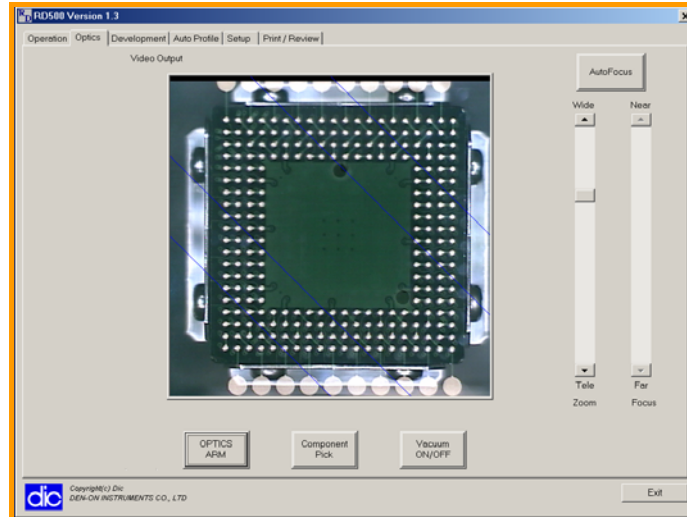 RD500 Version 1.3
Operation Optics Development Auto Profile Setup Print / Review
Video Output
AutoFocus
Wide Near
Tele Far
Zoom Focus
OPTICS
ARM
Component
Pick
Vacuum
ON/OFF
dic
Copyright(c) Dic
DEN-ON INSTRUMENTS CO., LTD
Exit